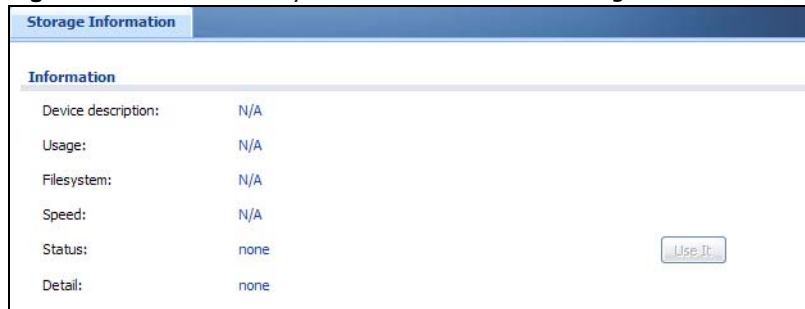 Storage Information
Information
Device description: N/A
Usage: N/A
Filesystem: N/A
Speed: N/A
Status: none Use It
Detail: none